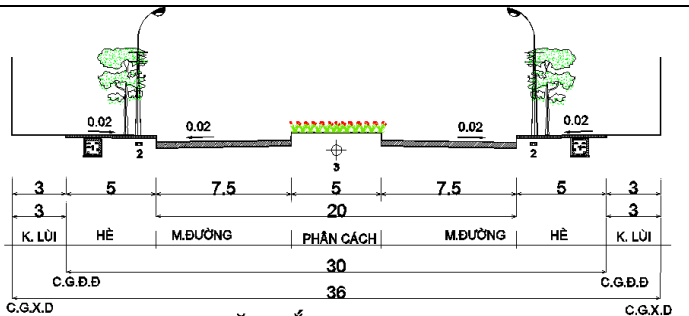 0.02 0.02 0.02 0.02
2 3 2
3 5 7.5 5 7.5 5 3
3 20 3
K. LÙI HÈ M.ĐƯỜNG PHÂN CÁCH M.ĐƯỜNG HÈ K. LÙI
30
C.G.Đ.Đ C.G.Đ.Đ
36
C.G.X.D C.G.X.D